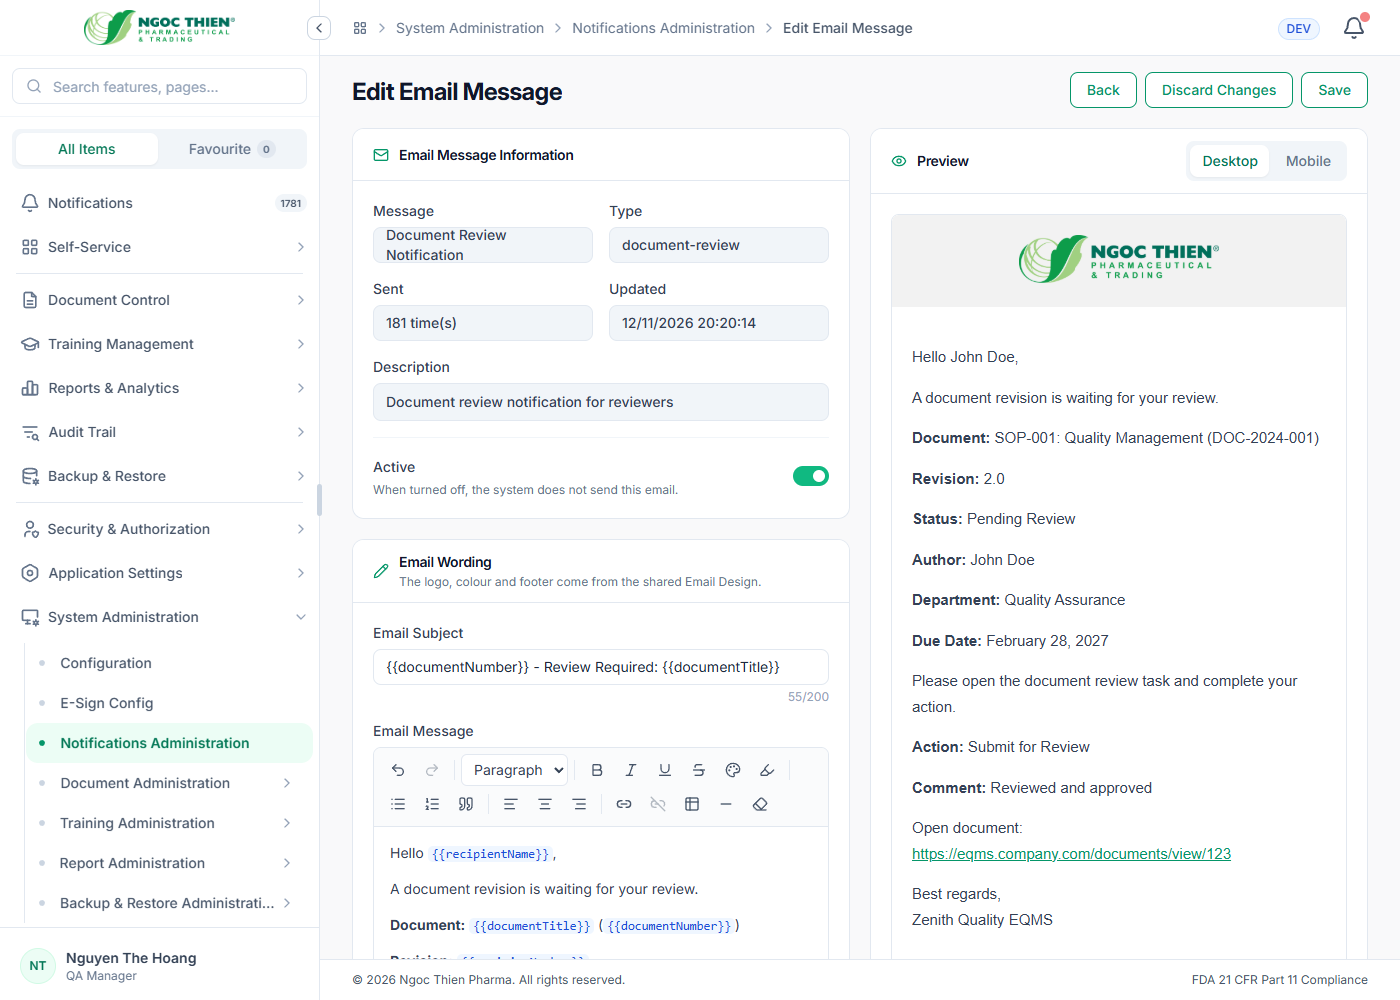 NGOC THIEN®
PHARMACEUTICAL
& TRADING
Search features, pages...
All Items
Favourite 0
Notifications 1781
Self-Service
Document Control
Training Management
Reports & Analytics
Audit Trail
Backup & Restore
Security & Authorization
Application Settings
System Administration
Configuration
E-Sign Config
Notifications Administration
Document Administration
Training Administration
Report Administration
Backup & Restore Administrati...
NT
Nguyen The Hoang
QA Manager
System Administration > Notifications Administration > Edit Email Message
DEV
Edit Email Message
Back
Discard Changes
Save
Email Message Information
Message
Document Review
Notification
Type
document-review
Sent
181 time(s)
Updated
12/11/2026 20:20:14
Description
Document review notification for reviewers
Active
When turned off, the system does not send this email.
Email Wording
The logo, colour and footer come from the shared Email Design.
Email Subject
{{documentNumber}} - Review Required: {{documentTitle}}
55/200
Email Message
Paragraph
Hello {{recipientName}},
A document revision is waiting for your review.
Document: {{documentTitle}} ({{documentNumber}})
Preview
Desktop
Mobile
NGOC THIEN®
PHARMACEUTICAL
& TRADING
Hello John Doe,
A document revision is waiting for your review.
Document: SOP-001: Quality Management (DOC-2024-001)
Revision: 2.0
Status: Pending Review
Author: John Doe
Department: Quality Assurance
Due Date: February 28, 2027
Please open the document review task and complete your
action.
Action: Submit for Review
Comment: Reviewed and approved
Open document:
https://eqms.company.com/documents/view/123
Best regards,
Zenith Quality EQMS
© 2026 Ngoc Thien Pharma. All rights reserved.
FDA 21 CFR Part 11 Compliance